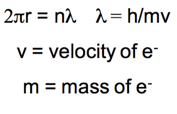 2πr = nλ λ = h/mv
v = velocity of e⁻
m = mass of e⁻